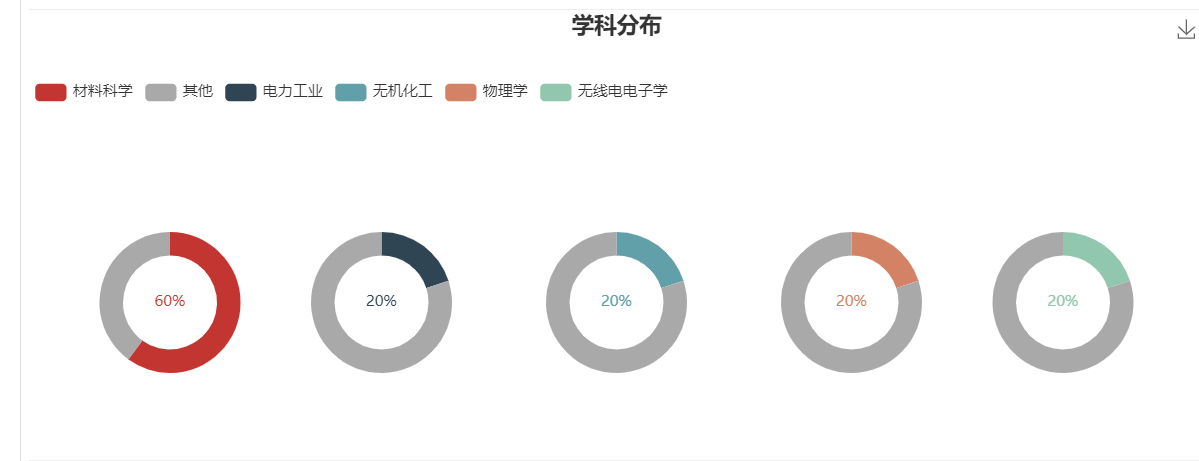 学科分布
材料科学 其他 电力工业 无机化工 物理学 无线电电子学
60% 20% 20% 20% 20%